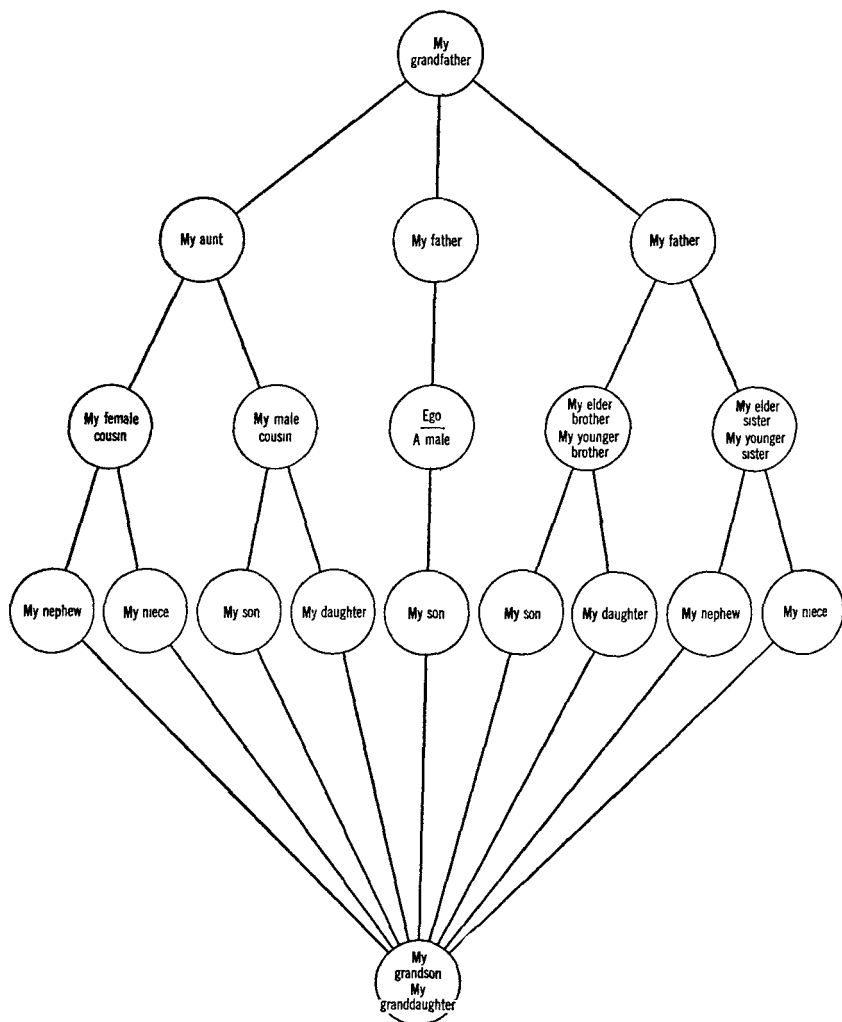 My
grandfather
My aunt
My father
My father
My female
cousin
My male
cousin
Ego
A male
My elder
brother
My younger
brother
My elder
sister
My younger
sister
My nephew
My niece
My son
My daughter
My son
My son
My daughter
My nephew
My niece
My
grandson
My
granddaughter